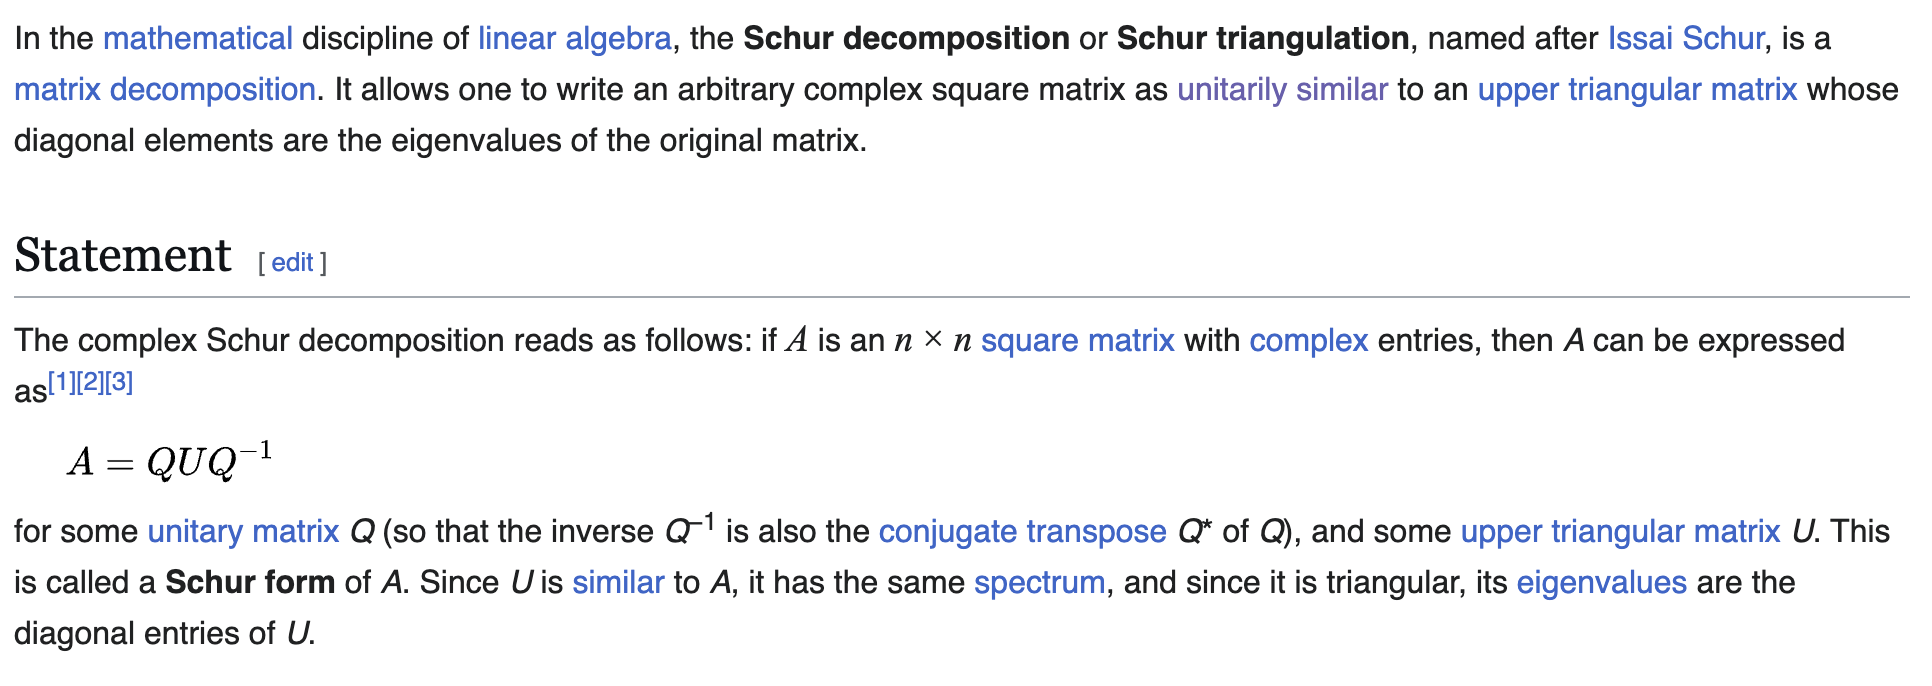 In the mathematical discipline of linear algebra, the Schur decomposition or Schur triangulation, named after Issai Schur, is a
matrix decomposition. It allows one to write an arbitrary complex square matrix as unitarily similar to an upper triangular matrix whose
diagonal elements are the eigenvalues of the original matrix.
Statement [ edit ]
The complex Schur decomposition reads as follows: if A is an n × n square matrix with complex entries, then A can be expressed
as[1][2][3]
A = QUQ⁻¹
for some unitary matrix Q (so that the inverse Q⁻¹ is also the conjugate transpose Q* of Q), and some upper triangular matrix U. This
is called a Schur form of A. Since U is similar to A, it has the same spectrum, and since it is triangular, its eigenvalues are the
diagonal entries of U.